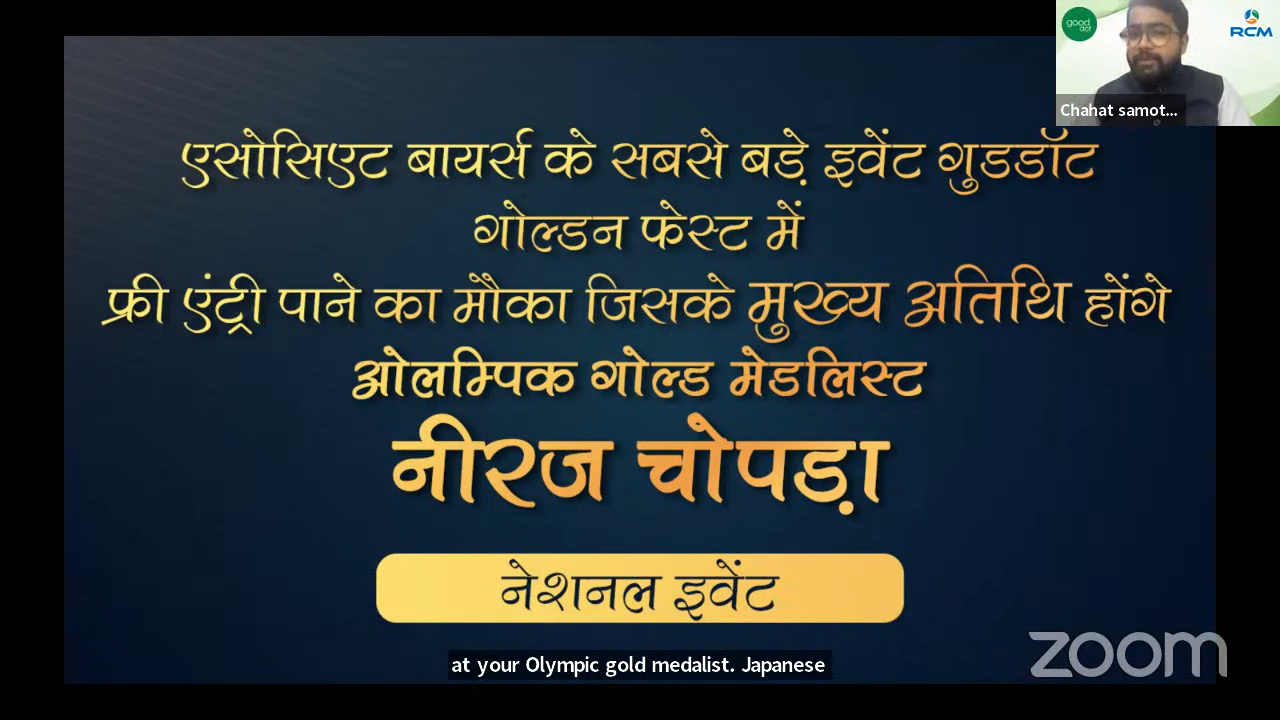 good dot
RCM
Chahat samot...
एसोसिएट बायर्स के सबसे बड़े इवेंट गुडडॉट
गोल्डन फेस्ट में
फ्री एंट्री पाने का मौका जिसके मुख्य अतिथि होंगे
ओलम्पिक गोल्ड मेडलिस्ट
नीरज चोपड़ा
नेशनल इवेंट
zoom
at your Olympic gold medalist. Japanese